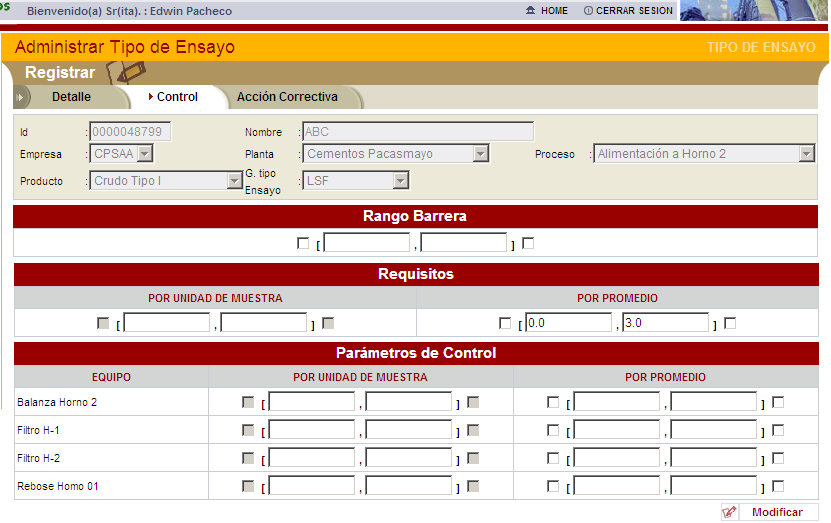 OS Bienvenido(a) Sr(ita). : Edwin Pacheco HOME CERRAR SESION
Administrar Tipo de Ensayo TIPO DE ENSAYO
Registrar
Detalle Control Acción Correctiva
Id : 0000048799 Nombre : ABC
Empresa : CPSAA Planta : Cementos Pacasmayo Proceso : Alimentación a Horno 2
Producto : Crudo Tipo I G. tipo Ensayo : LSF
Rango Barrera
[ , ]
Requisitos
POR UNIDAD DE MUESTRA POR PROMEDIO
[ , ] [ 0.0 , 3.0 ]
Parámetros de Control
EQUIPO POR UNIDAD DE MUESTRA POR PROMEDIO
Balanza Horno 2 [ , ] [ , ]
Filtro H-1 [ , ] [ , ]
Filtro H-2 [ , ] [ , ]
Rebose Horno 01 [ , ] [ , ]
Modificar